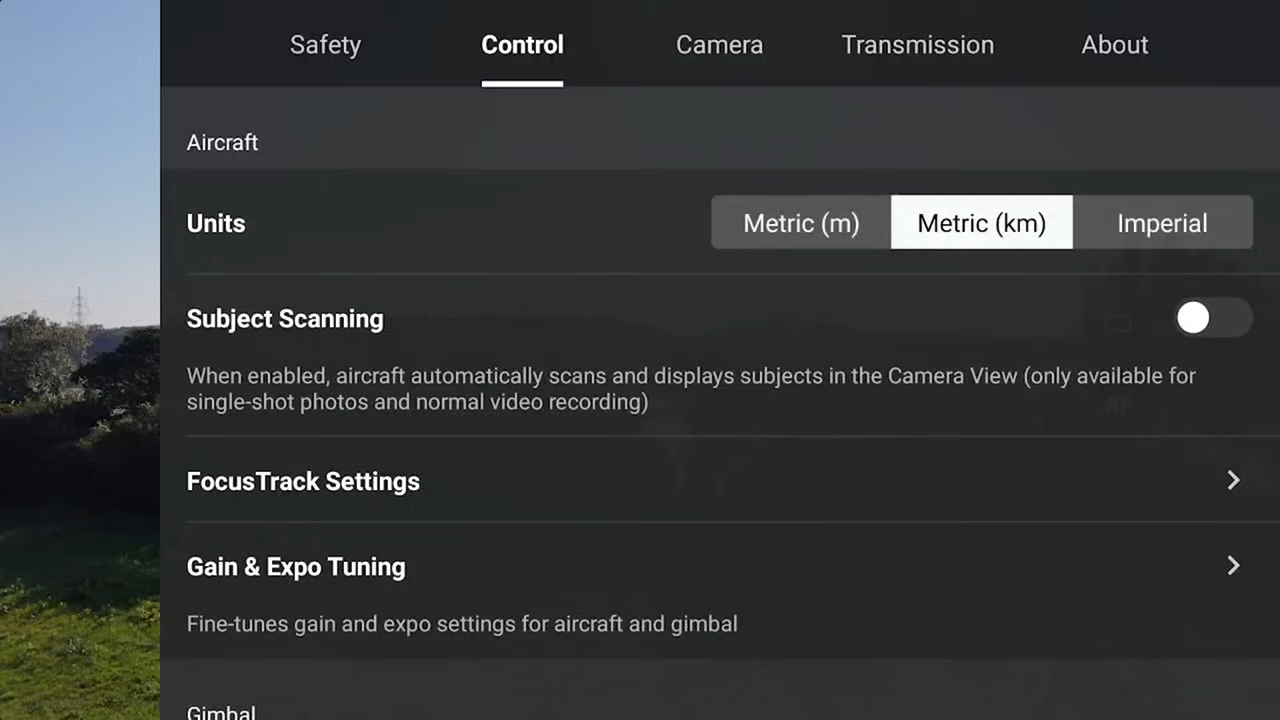 Safety Control Camera Transmission About
Aircraft
Units Metric (m) Metric (km) Imperial
Subject Scanning
When enabled, aircraft automatically scans and displays subjects in the Camera View (only available for
single-shot photos and normal video recording)
AF
FocusTrack Settings
Gain & Expo Tuning
Fine-tunes gain and expo settings for aircraft and gimbal
Gimbal